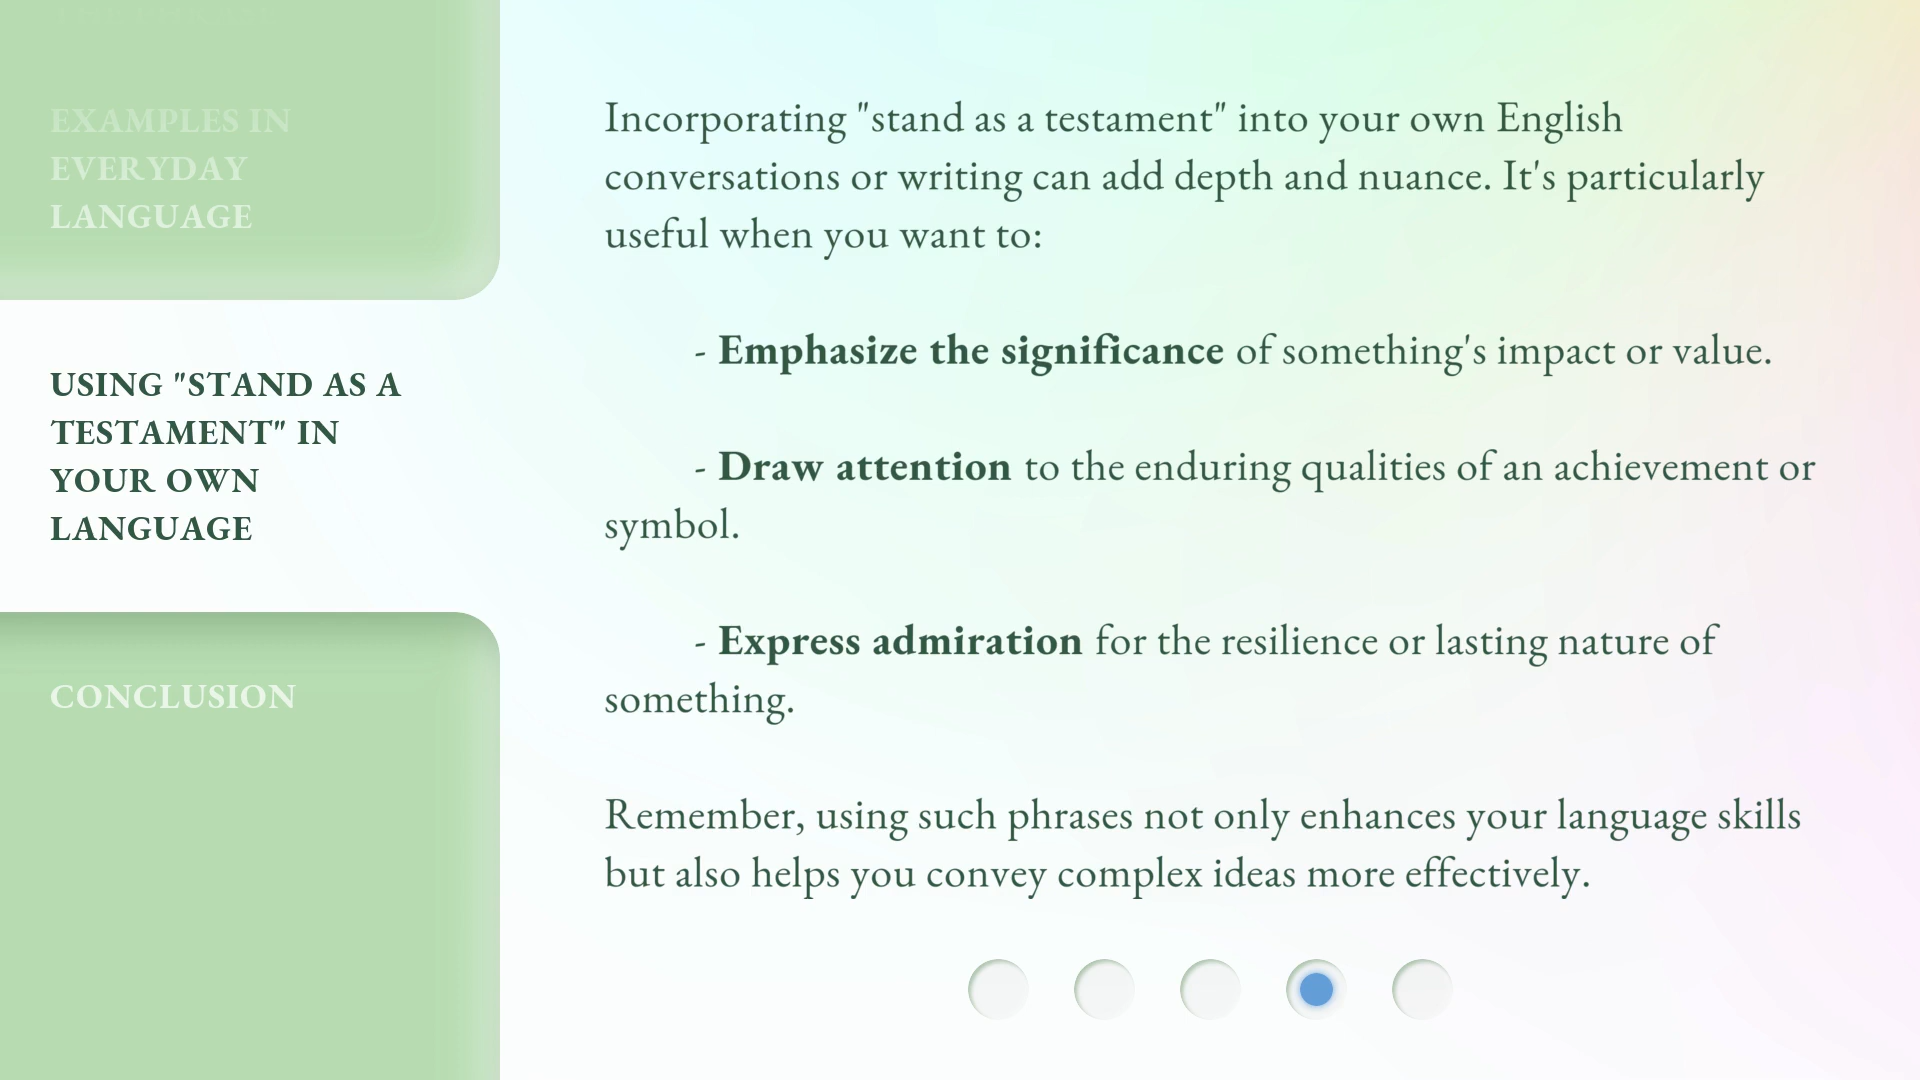 EXAMPLES IN
EVERYDAY
LANGUAGE
USING "STAND AS A
TESTAMENT" IN
YOUR OWN
LANGUAGE
CONCLUSION
Incorporating "stand as a testament" into your own English
conversations or writing can add depth and nuance. It's particularly
useful when you want to:
- Emphasize the significance of something's impact or value.
- Draw attention to the enduring qualities of an achievement or
symbol.
- Express admiration for the resilience or lasting nature of
something.
Remember, using such phrases not only enhances your language skills
but also helps you convey complex ideas more effectively.